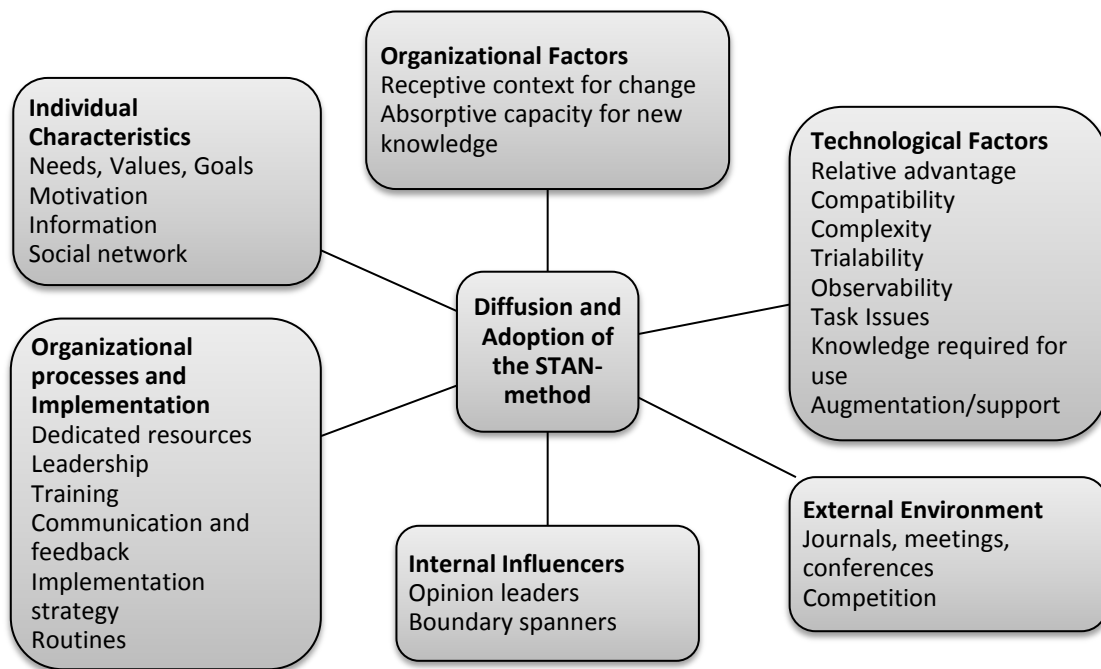 Organizational Factors
Receptive context for change
Absorptive capacity for new
knowledge
Individual
Characteristics
Needs, Values, Goals
Motivation
Information
Social network
Technological Factors
Relative advantage
Compatibility
Complexity
Trialability
Observability
Task Issues
Knowledge required for
use
Augmentation/support
Diffusion and
Adoption of
the STAN-
method
Organizational
processes and
Implementation
Dedicated resources
Leadership
Training
Communication and
feedback
Implementation
strategy
Routines
Internal Influencers
Opinion leaders
Boundary spanners
External Environment
Journals, meetings,
conferences
Competition